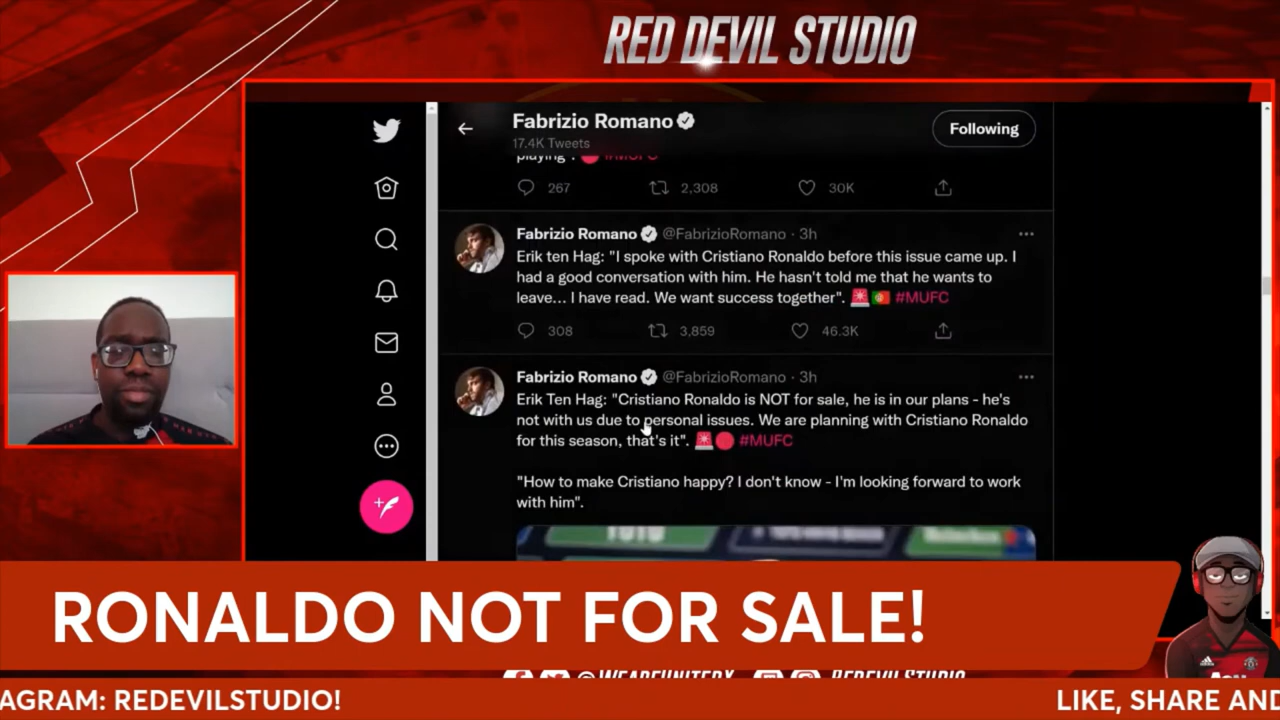 RED DEVIL STUDIO
Fabrizio Romano
17.4K Tweets
Following
playing". #MUFC
267 2,308 30K
Fabrizio Romano @FabrizioRomano · 3h
Erik ten Hag: "I spoke with Cristiano Ronaldo before this issue came up. I
had a good conversation with him. He hasn't told me that he wants to
leave... I have read. We want success together". #MUFC
308 3,859 46.3K
Fabrizio Romano @FabrizioRomano · 3h
Erik Ten Hag: "Cristiano Ronaldo is NOT for sale, he is in our plans - he's
not with us due to personal issues. We are planning with Cristiano Ronaldo
for this season, that's it". #MUFC
"How to make Cristiano happy? I don't know - I'm looking forward to work
with him".
RONALDO NOT FOR SALE!
@WEAREUNITEDX REDEVILSTUDIO
AGRAM: REDEVILSTUDIO!
LIKE, SHARE AND